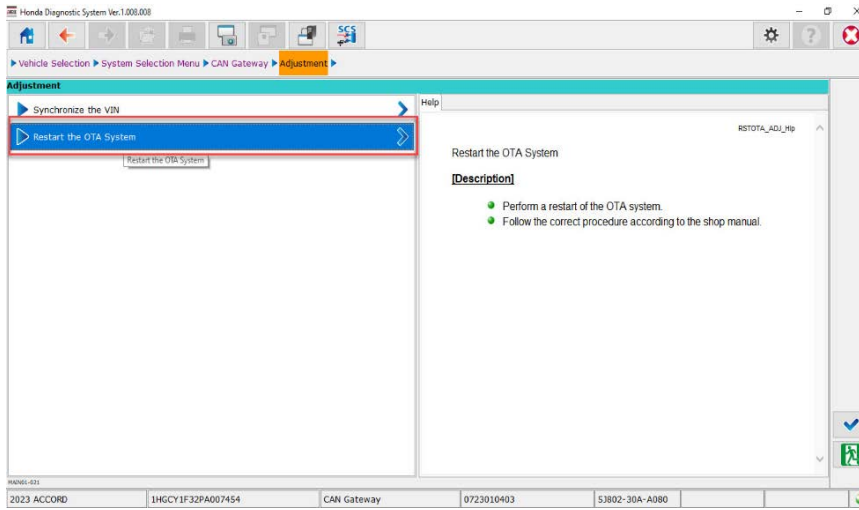 Honda Diagnostic System Ver.1.008.008
SCS
Vehicle Selection System Selection Menu CAN Gateway Adjustment
Adjustment
Synchronize the VIN
Restart the OTA System
Restart the OTA System
Help
RSTOTA_ADJ_Hlp
Restart the OTA System
[Description]
Perform a restart of the OTA system.
Follow the correct procedure according to the shop manual.
MAIN01-021
2023 ACCORD 1HGCY1F32PA007454 CAN Gateway 0723010403 5J802-30A-A080